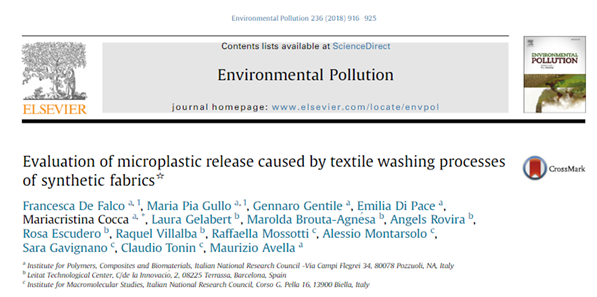 Environmental Pollution 236 (2018) 916 - 925
Contents lists available at ScienceDirect
Environmental Pollution
journal homepage: www.elsevier.com/locate/envpol
ELSEVIER
ENVIRONMENTAL
POLLUTION
Evaluation of microplastic release caused by textile washing processes
of synthetic fabrics☆
CrossMark
Francesca De Falco a, 1, Maria Pia Gullo a, 1, Gennaro Gentile a, Emilia Di Pace a,
Mariacristina Cocca a, *, Laura Gelabert b, Marolda Brouta-Agnésa b, Angels Rovira b,
Rosa Escudero b, Raquel Villalba b, Raffaella Mossotti c, Alessio Montarsolo c,
Sara Gavignano c, Claudio Tonin c, Maurizio Avella a
a Institute for Polymers, Composites and Biomaterials, Italian National Research Council -Via Campi Flegrei 34, 80078 Pozzuoli, NA, Italy
b Leitat Technological Center, C/de la Innovacio, 2, 08225 Terrassa, Barcelona, Spain
c Institute for Macromolecular Studies, Italian National Research Council, Corso G. Pella 16, 13900 Biella, Italy